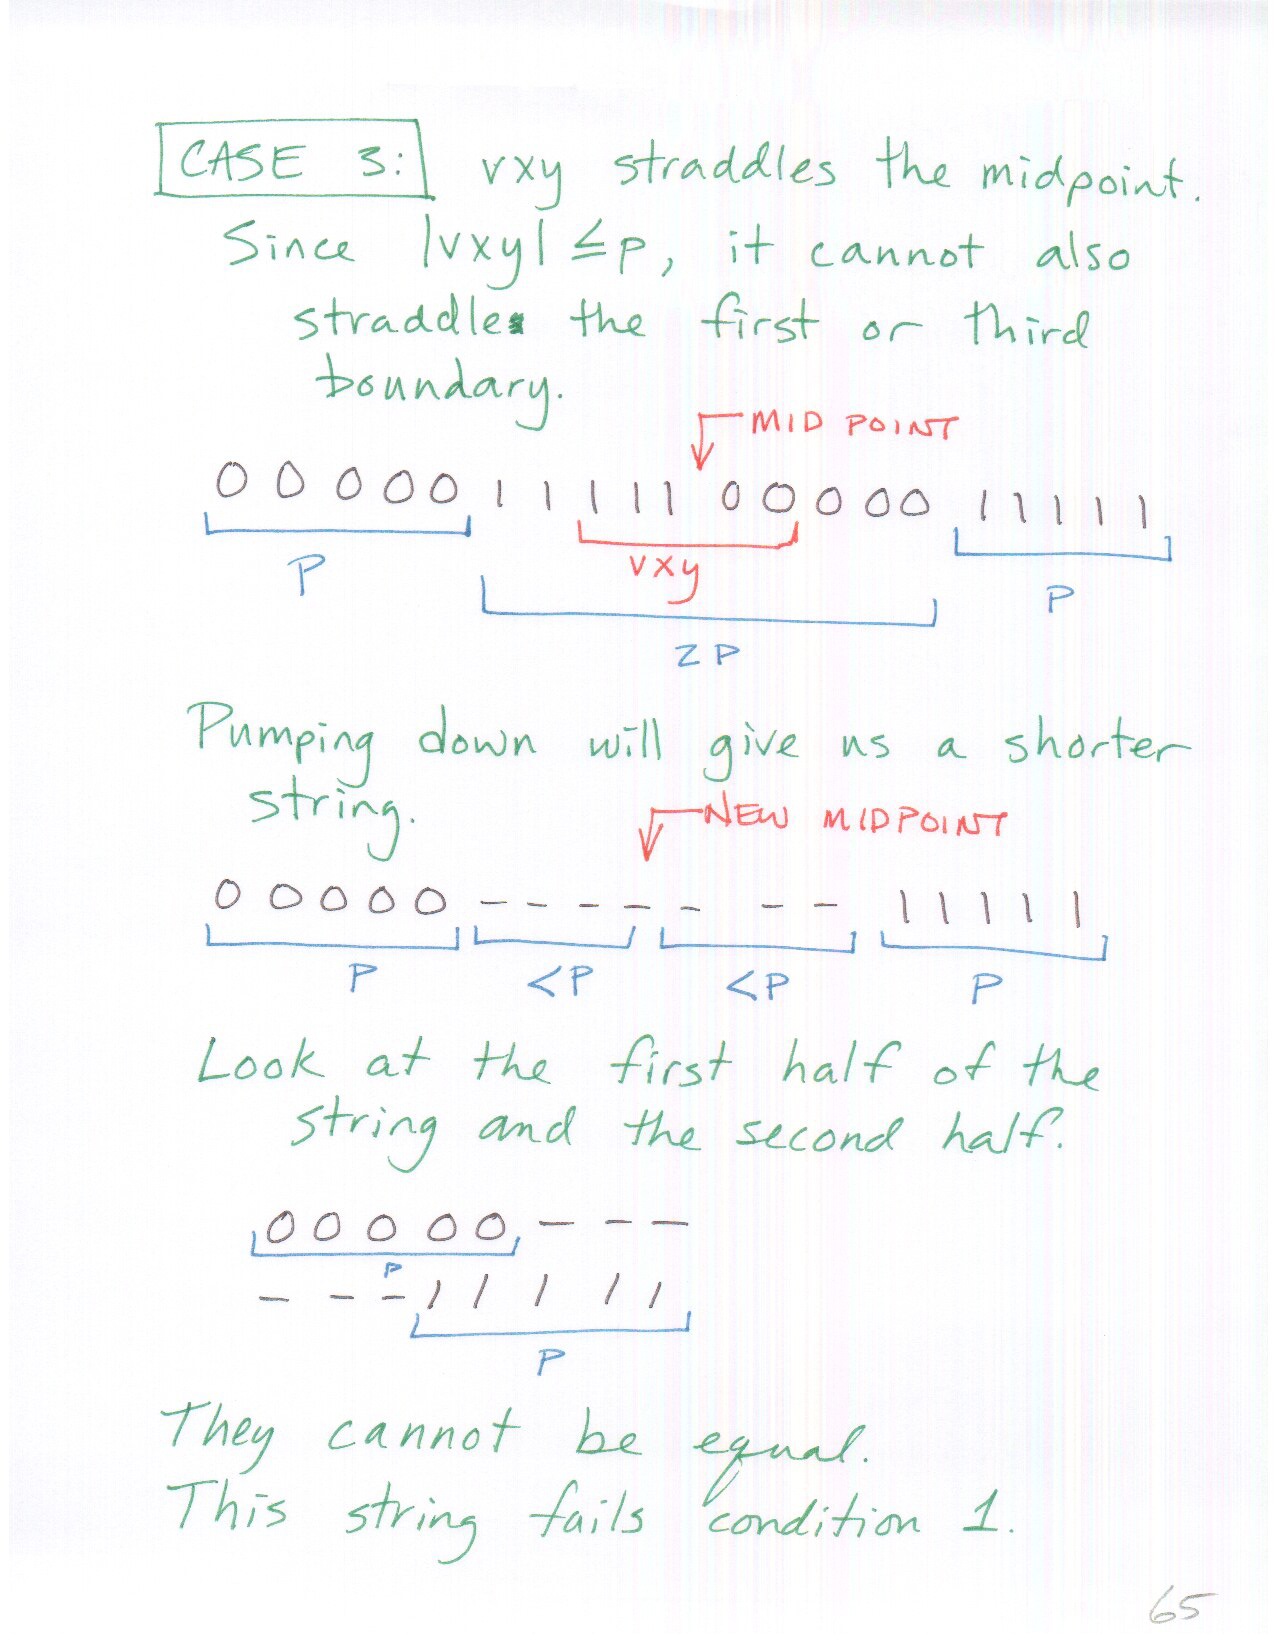 CASE 3: vxy straddles the midpoint.
Since |vxy| ≤ p, it cannot also
straddle the first or third
boundary.
MID POINT
0 0 0 0 0 1 1 1 1 1 0 0 0 0 0 1 1 1 1 1
vxy
P
P
2P
Pumping down will give us a shorter
string.
NEW MIDPOINT
0 0 0 0 0 - - - - - - - 1 1 1 1 1
P <P <P P
Look at the first half of the
string and the second half.
0 0 0 0 0 - - -
P
- - - 1 1 1 1 1
P
They cannot be equal.
This string fails condition 1.
65